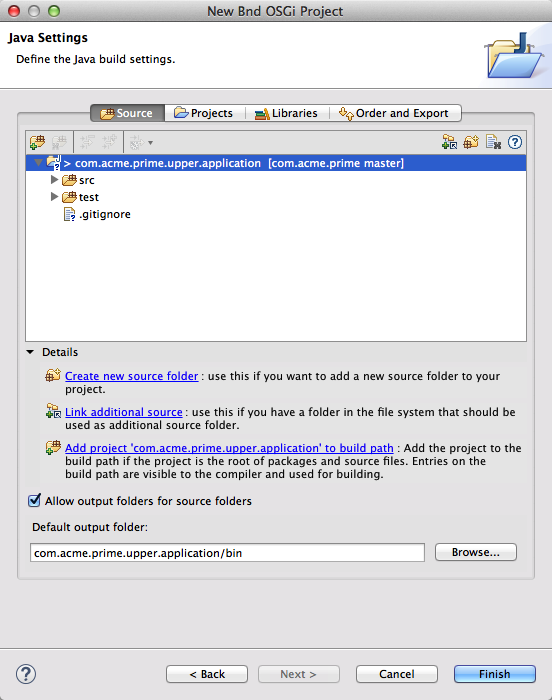 New Bnd OSGi Project
Java Settings
Define the Java build settings.
Source Projects Libraries Order and Export
> com.acme.prime.upper.application [com.acme.prime master]
src
test
.gitignore
Details
Create new source folder : use this if you want to add a new source folder to your
project.
Link additional source : use this if you have a folder in the file system that should be
used as additional source folder.
Add project 'com.acme.prime.upper.application' to build path : Add the project to the
build path if the project is the root of packages and source files. Entries on the
build path are visible to the compiler and used for building.
Allow output folders for source folders
Default output folder:
com.acme.prime.upper.application/bin
Browse...
< Back Next > Cancel Finish